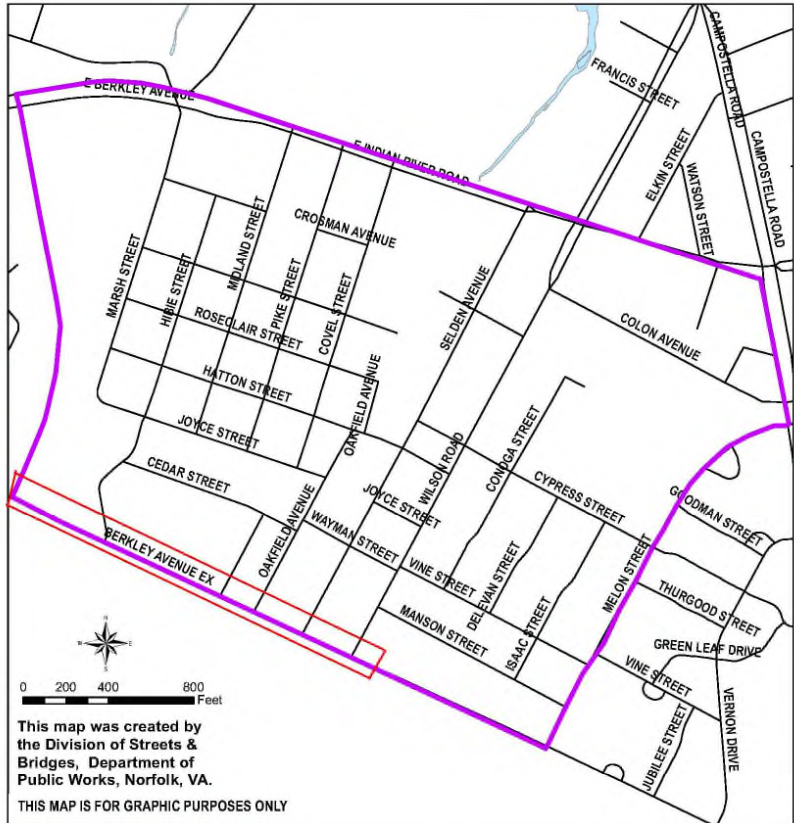 CAMPOSTELLA ROAD
FRANCIS STREET
E BERKLEY AVENUE
E INDIAN RIVER ROAD
ELKIN STREET
WATSON STREET
CAMPOSTELLA ROAD
CROSMAN AVENUE
MIDLAND STREET
MARSH STREET
HIBIE STREET
PIKE STREET
COVEL STREET
SELDEN AVENUE
COLON AVENUE
ROSECLAIR STREET
HATTON STREET
OAKFIELD AVENUE
JOYCE STREET
WILSON ROAD
CONOGA STREET
CEDAR STREET
JOYCE STREET
CYPRESS STREET
GOODMAN STREET
OAKFIELD AVENUE
WAYMAN STREET
BERKLEY AVENUE EX
VINE STREET
DELEVAN STREET
MELON STREET
THURGOOD STREET
MANSON STREET
ISAAC STREET
GREEN LEAF DRIVE
VINE STREET
VERNON DRIVE
JUBILEE STREET
N
W E
S
0 200 400 800
Feet
This map was created by
the Division of Streets &
Bridges, Department of
Public Works, Norfolk, VA.
THIS MAP IS FOR GRAPHIC PURPOSES ONLY